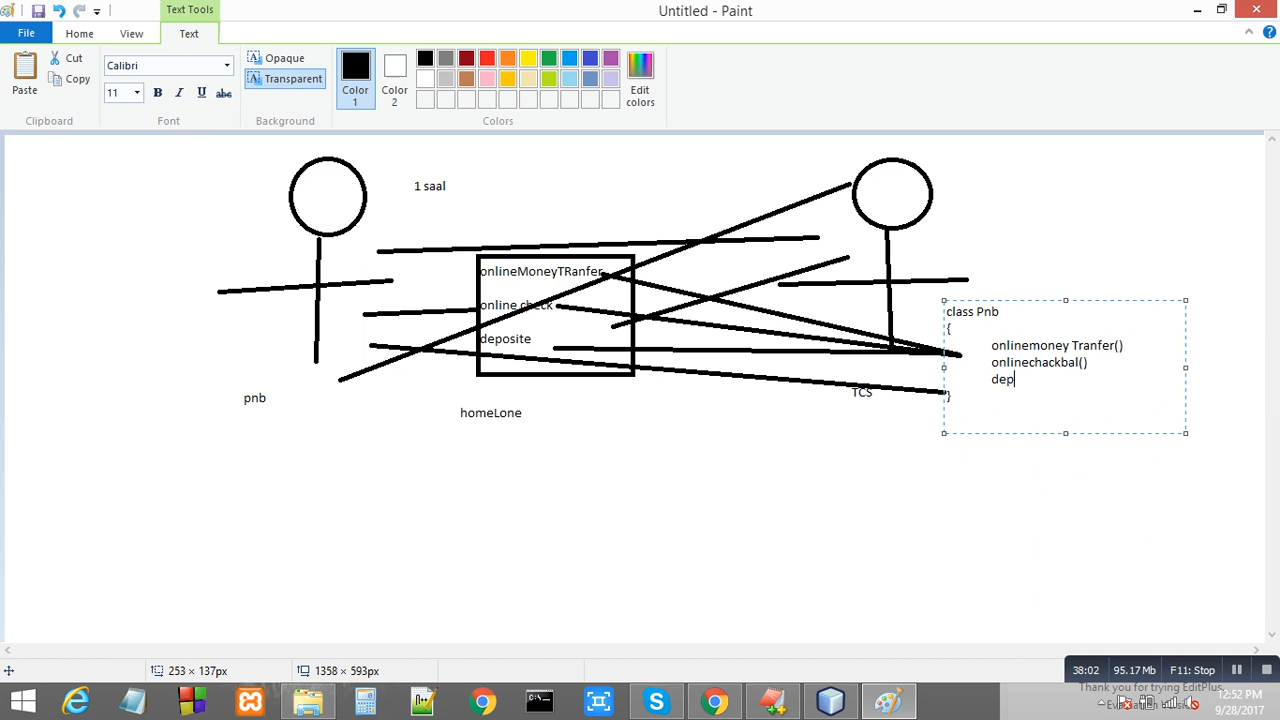 Untitled - Paint
Text Tools
File
Home
View
Text
Paste
Cut
Copy
Clipboard
Calibri
11
B I U abc
Font
Opaque
Transparent
Background
Color 1
Color 2
Edit colors
Colors
1 saal
onlineMoneyTRanfer
online check
deposite
class Pnb
{
onlinemoney Tranfer()
onlinechackbal()
dep
}
pnb
TCS
homeLone
253 × 137px
1358 × 593px
38:02
95.17 Mb
F11: Stop
Thank you for trying EditPlus
12:52 PM
9/28/2017